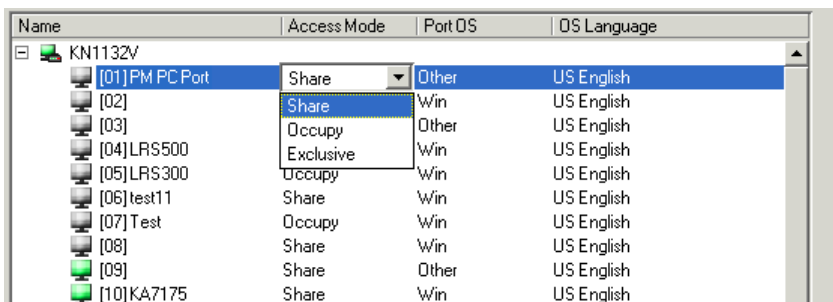 Name Access Mode Port OS OS Language
KN1132V
[01]PM PC Port Share Other US English
[02] Share Win US English
[03] Occupy Other US English
[04]LRS500 Exclusive Win US English
[05]LRS300 Occupy Win US English
[06]test11 Share Win US English
[07]Test Occupy Win US English
[08] Share Win US English
[09] Share Other US English
[10]KA7175 Share Win US English